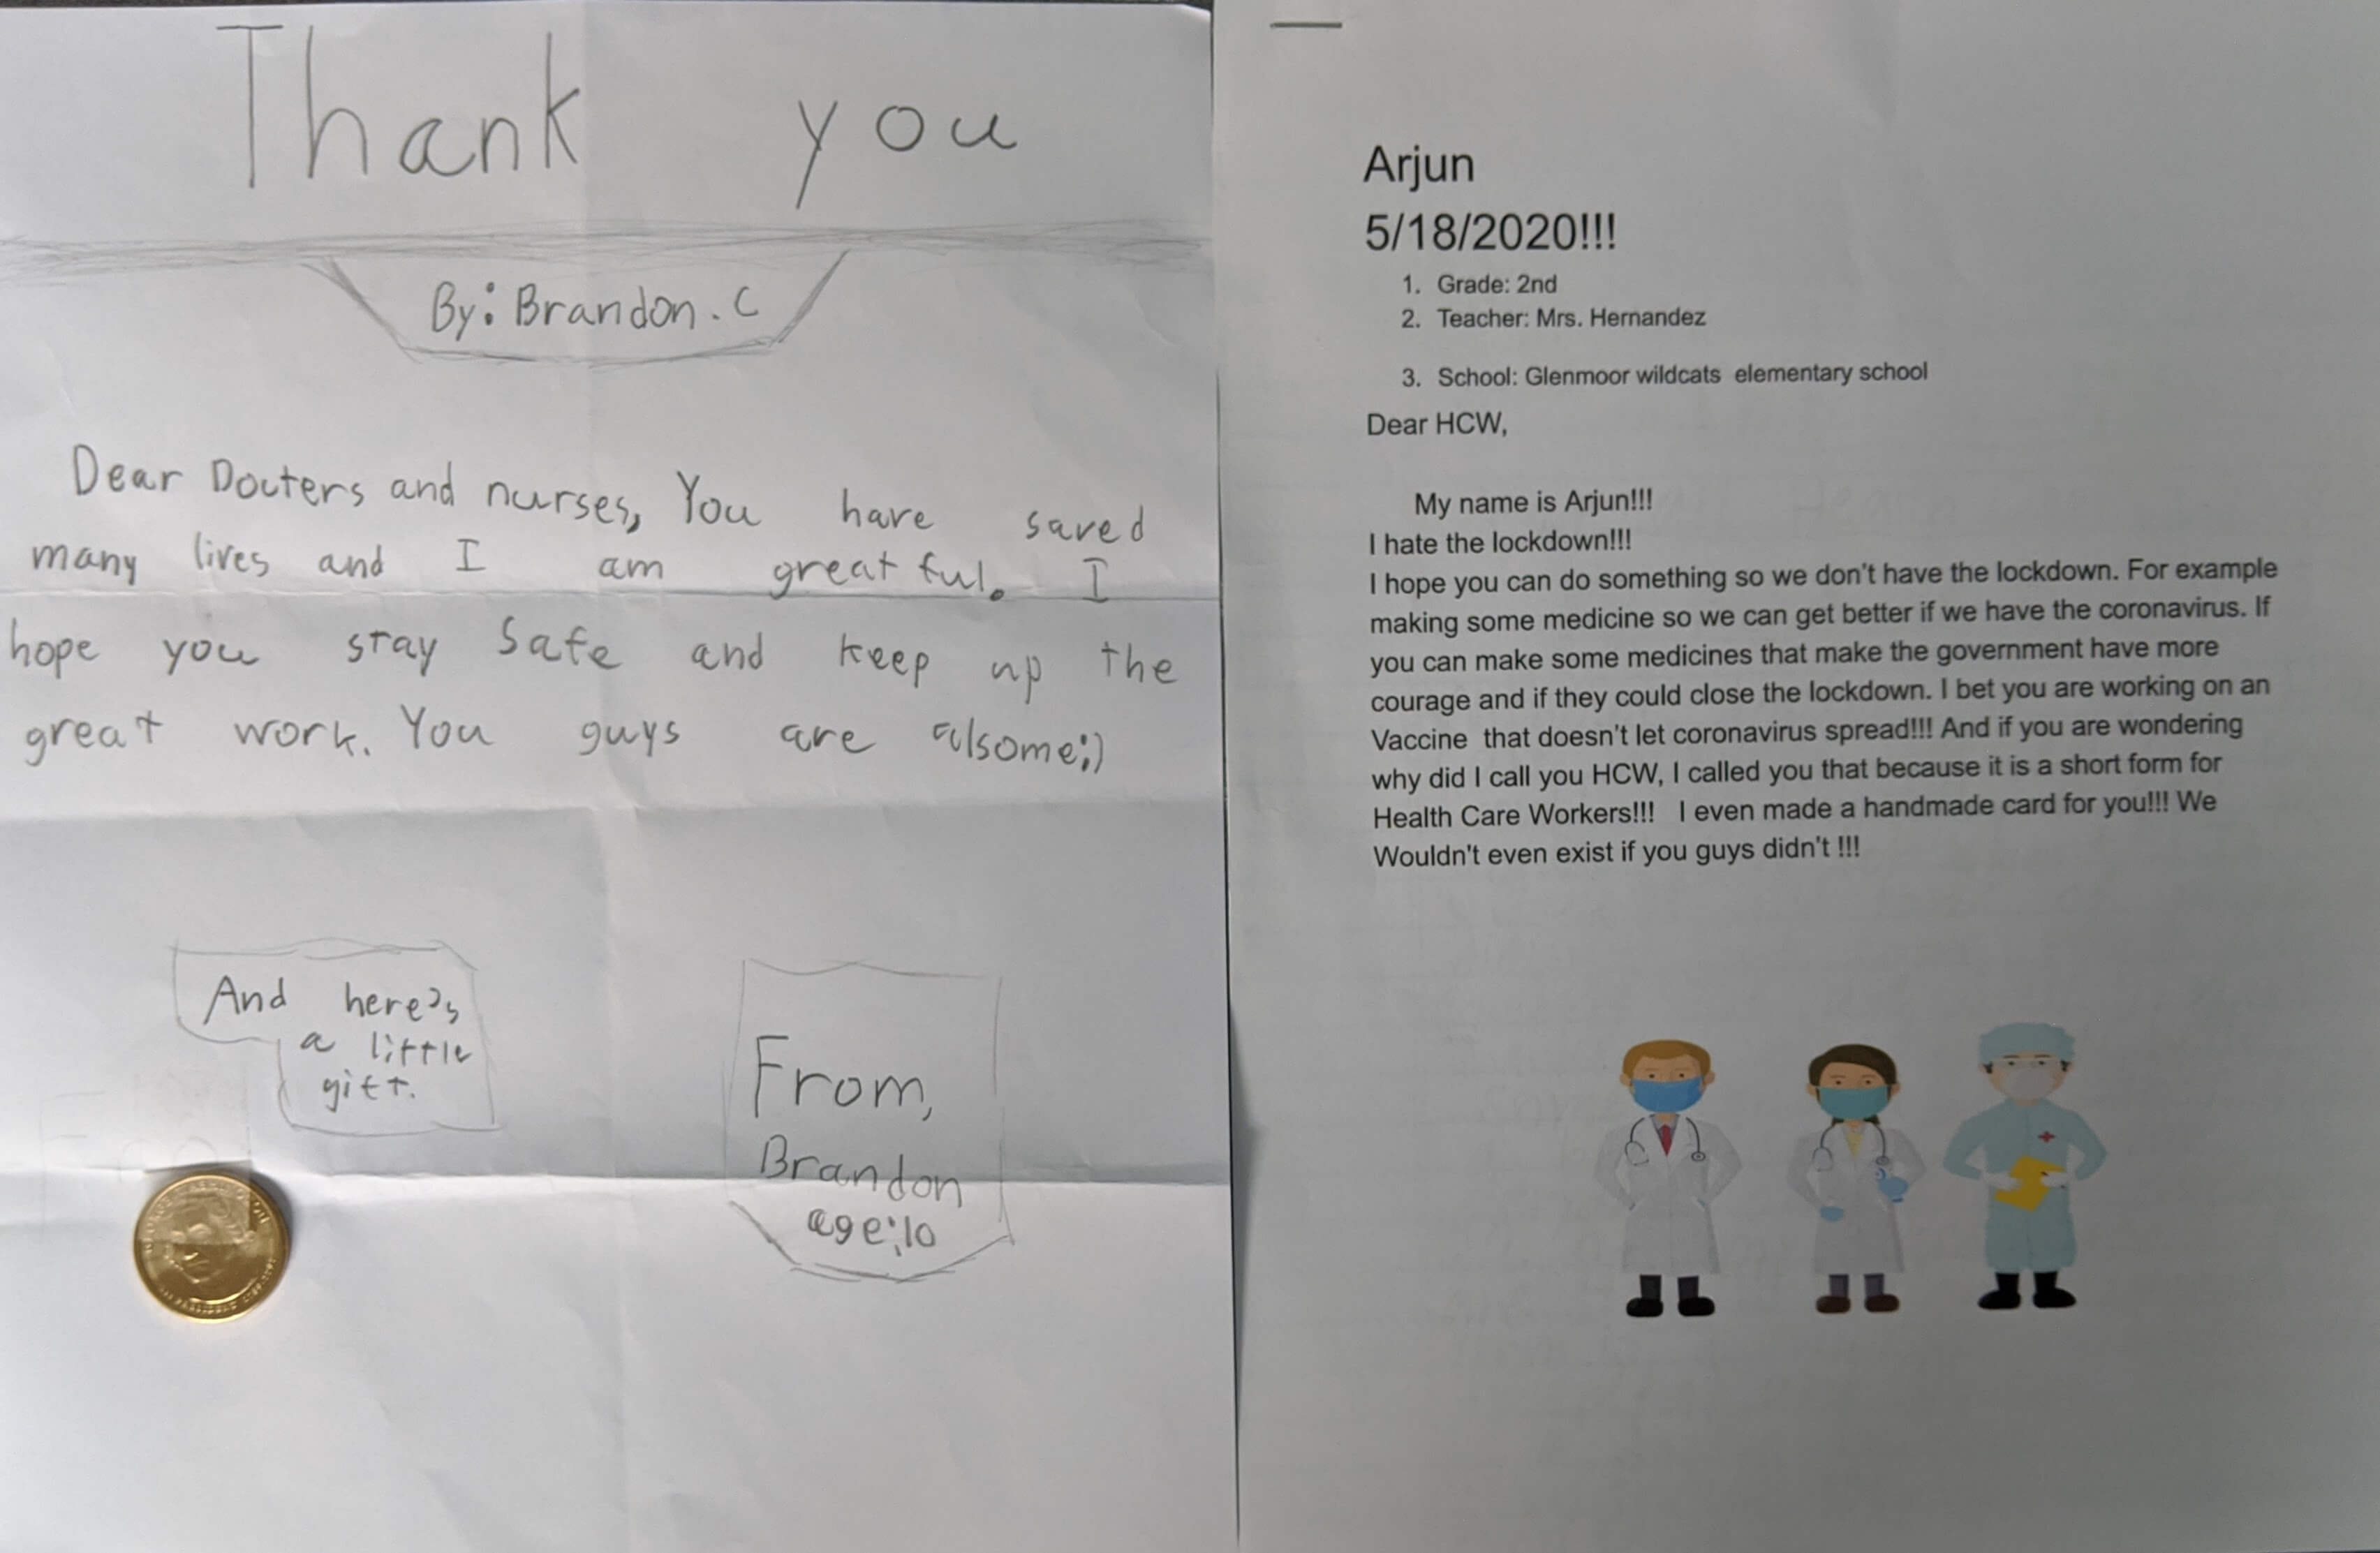 Thank you
By: Brandon. C
Dear Docters and nurses, You have saved
many lives and I am greatful. I
hope you stay safe and keep up the
great work. You guys are alsome;)
And here's
a little
gift.
From,
Brandon
age;10
Arjun
5/18/2020!!!
1. Grade: 2nd
2. Teacher: Mrs. Hernandez
3. School: Glenmoor wildcats elementary school
Dear HCW,
My name is Arjun!!!
I hate the lockdown!!!
I hope you can do something so we don't have the lockdown. For example
making some medicine so we can get better if we have the coronavirus. If
you can make some medicines that make the government have more
courage and if they could close the lockdown. I bet you are working on an
Vaccine that doesn't let coronavirus spread!!! And if you are wondering
why did I call you HCW, I called you that because it is a short form for
Health Care Workers!!! I even made a handmade card for you!!! We
Wouldn't even exist if you guys didn't !!!